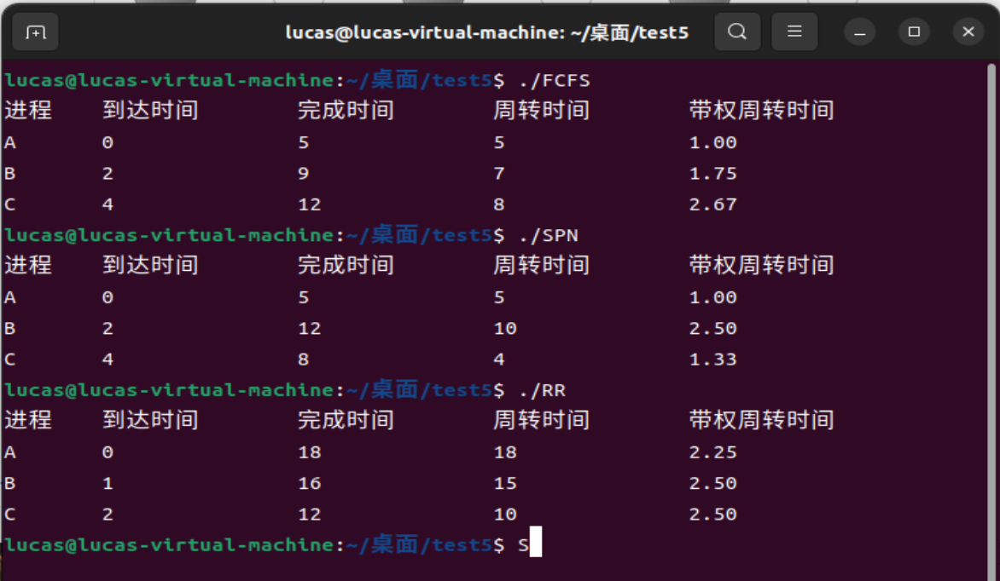 lucas@lucas-virtual-machine: ~/桌面/test5
lucas@lucas-virtual-machine:~/桌面/test5$ ./FCFS
进程 到达时间 完成时间 周转时间 带权周转时间
A 0 5 5 1.00
B 2 9 7 1.75
C 4 12 8 2.67
lucas@lucas-virtual-machine:~/桌面/test5$ ./SPN
进程 到达时间 完成时间 周转时间 带权周转时间
A 0 5 5 1.00
B 2 12 10 2.50
C 4 8 4 1.33
lucas@lucas-virtual-machine:~/桌面/test5$ ./RR
进程 到达时间 完成时间 周转时间 带权周转时间
A 0 18 18 2.25
B 1 16 15 2.50
C 2 12 10 2.50
lucas@lucas-virtual-machine:~/桌面/test5$ S